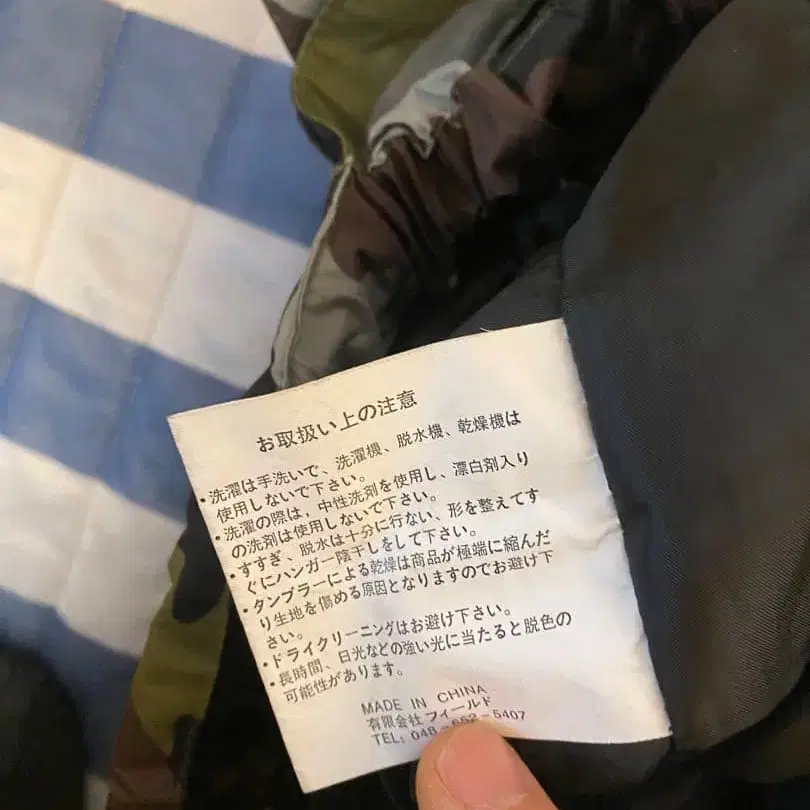 お取扱い上の注意
・洗濯は手洗いで、洗濯機、脱水機、乾燥機は
使用しないで下さい。
・洗濯の際は、中性洗剤を使用し、漂白剤入り
の洗剤は使用しないで下さい。
・すすぎ、脱水は十分に行ない、形を整えてす
ぐにハンガー陰干しをして下さい。
・タンブラーによる乾燥は商品が極端に縮んだ
り生地を傷める原因となりますのでお避け下
さい。
・ドライクリーニングはお避け下さい。
・長時間、日光などの強い光に当たると脱色の
可能性があります。
MADE IN CHINA
有限会社フィールド
TEL: 048-652-5407